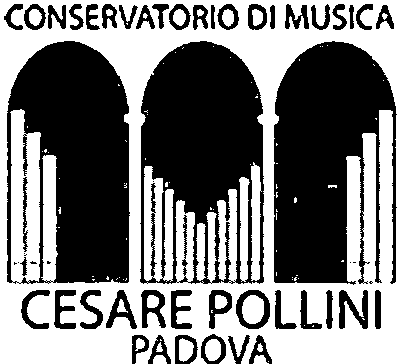 CONSERVATORIO DI MUSICA
CESARE POLLINI
PADOVA